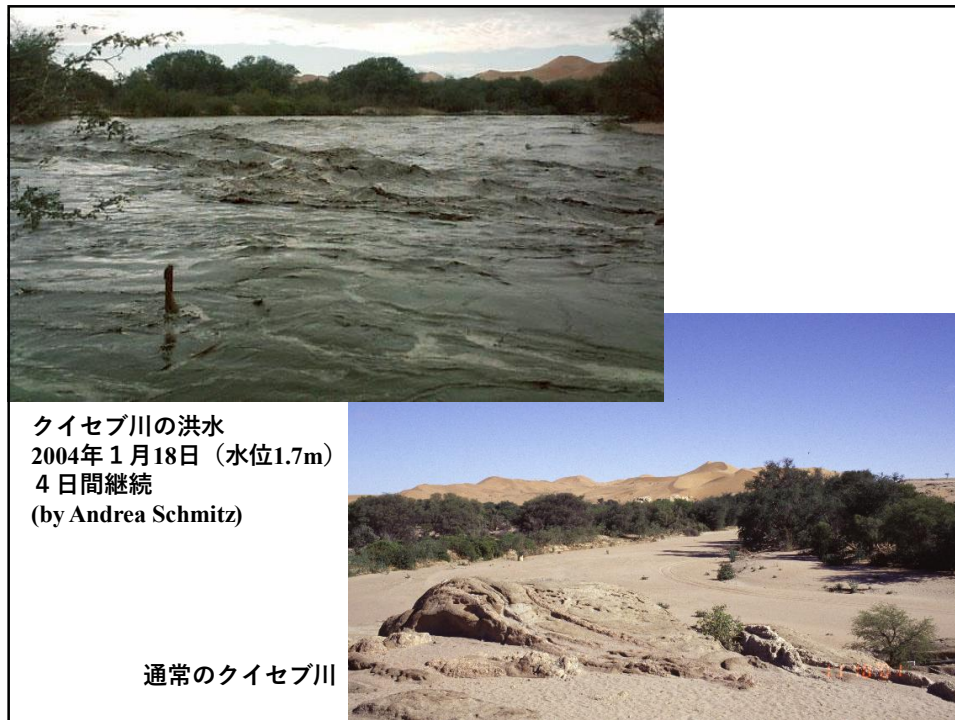 クイセブ川の洪水
2004年１月18日（水位1.7m）
４日間継続
(by Andrea Schmitz)
通常のクイセブ川